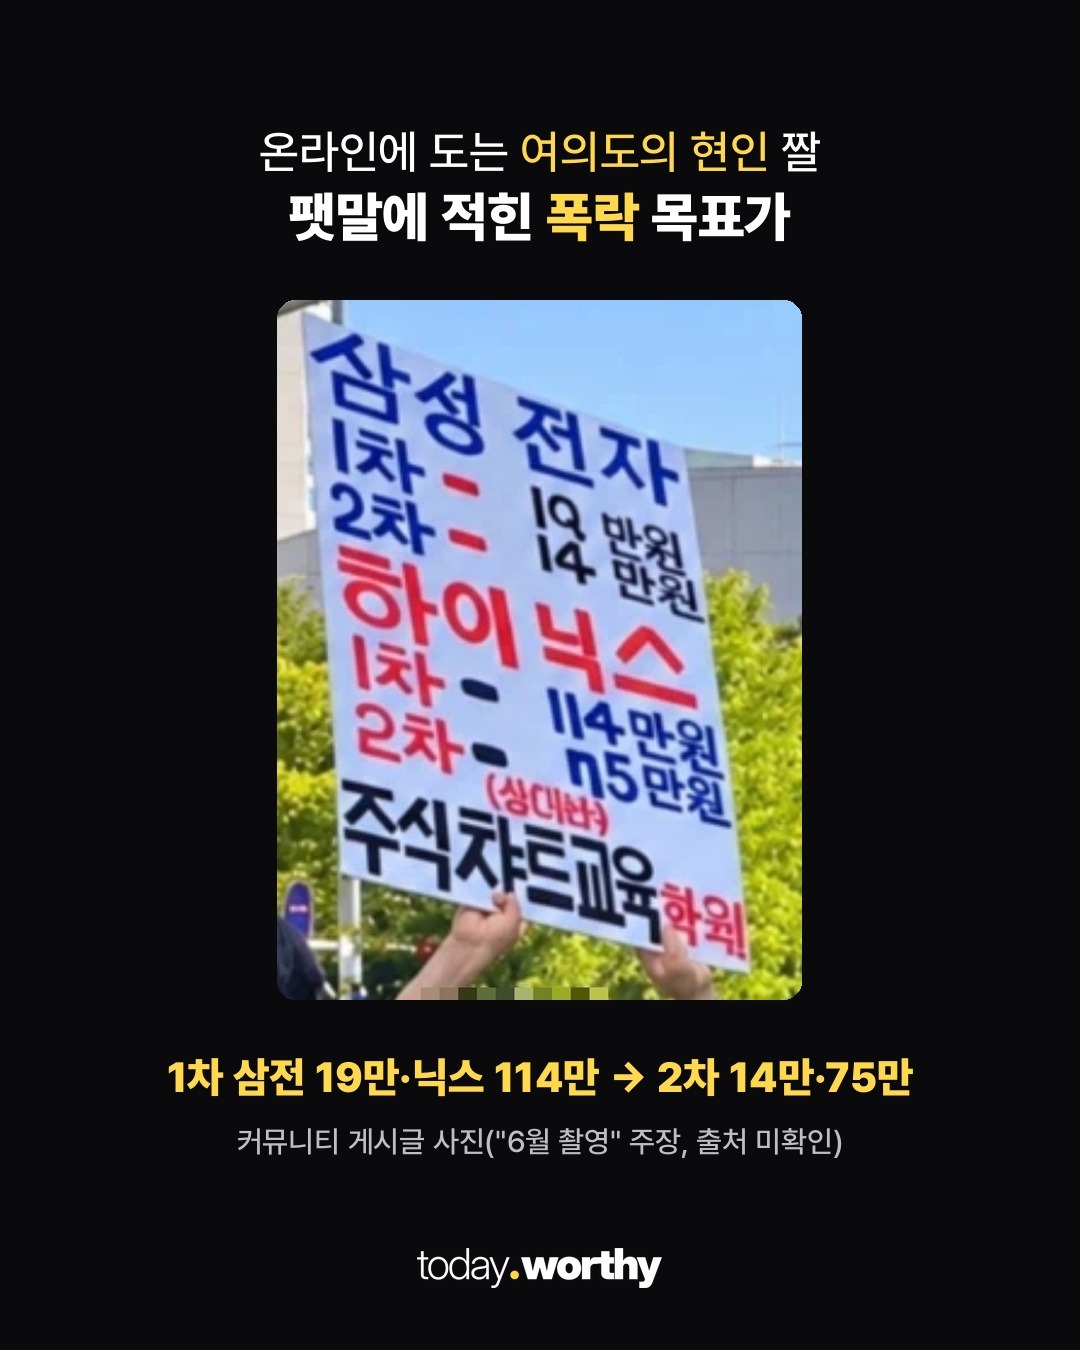 온라인에 도는 여의도의 현인 짤
팻말에 적힌 폭락 목표가
삼성 전자
1차 - 19 만원
2차 - 14 만원
하이닉스
1차 - 114만원
2차 - 75만원
주식챠트교육학원!
1차 삼전 19만·닉스 114만 → 2차 14만·75만
커뮤니티 게시글 사진("6월 촬영" 주장, 출처 미확인)
today.worthy